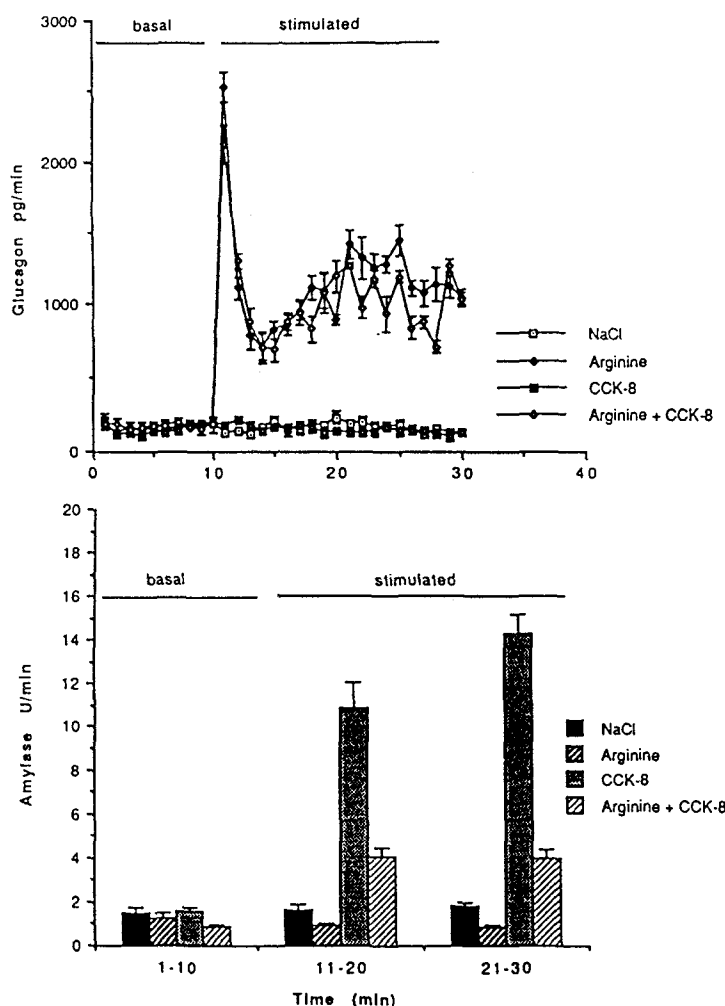 3000
basal
stimulated
2000
1000
0
Glucagon pg/min
NaCl
Arginine
CCK-8
Arginine + CCK-8
0
10
20
30
40
20
18
16
14
12
10
8
6
4
2
0
Amylase U/min
basal
stimulated
NaCl
Arginine
CCK-8
Arginine + CCK-8
1-10
11-20
21-30
Time (min)